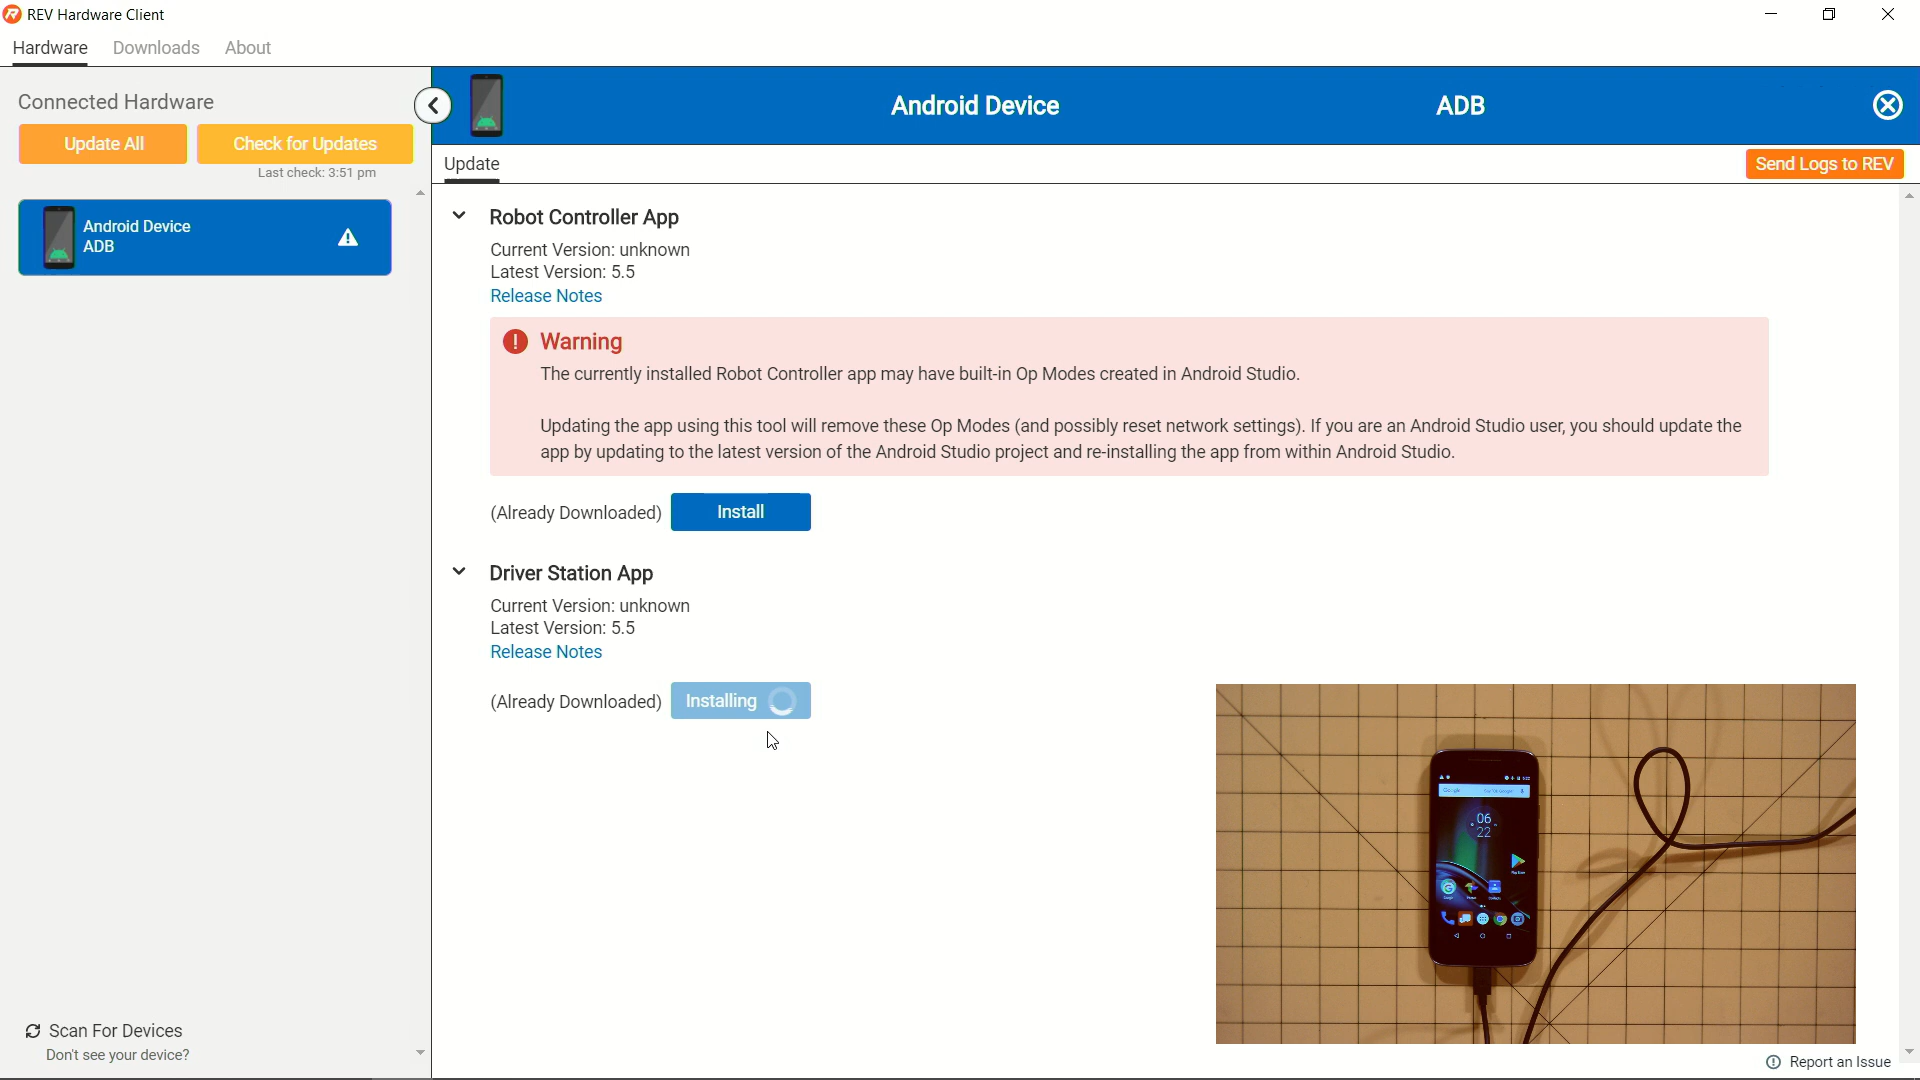 REV Hardware Client
Hardware Downloads About
Connected Hardware
Update All
Check for Updates
Last check: 3:51 pm
Android Device
ADB
Scan For Devices
Don't see your device?
Android Device
ADB
Update
Send Logs to REV
Robot Controller App
Current Version: unknown
Latest Version: 5.5
Release Notes
Warning
The currently installed Robot Controller app may have built-in Op Modes created in Android Studio.
Updating the app using this tool will remove these Op Modes (and possibly reset network settings). If you are an Android Studio user, you should update the
app by updating to the latest version of the Android Studio project and re-installing the app from within Android Studio.
(Already Downloaded) Install
Driver Station App
Current Version: unknown
Latest Version: 5.5
Release Notes
(Already Downloaded) Installing
Google
06
22
Report an Issue